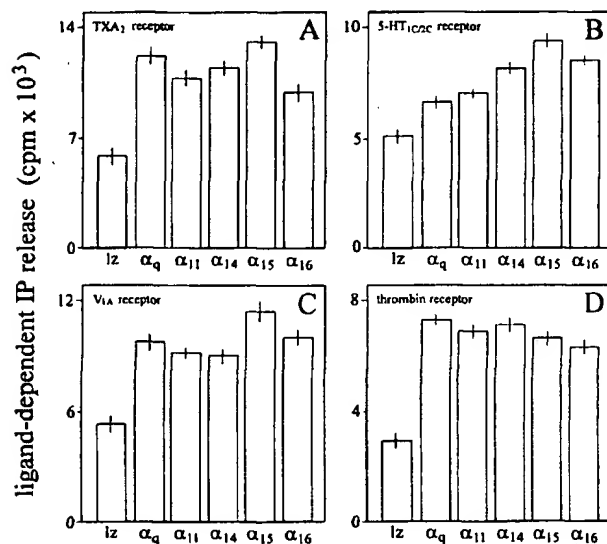 ligand-dependent IP release (cpm x 10³)
TXA₂ receptor
A
14
7
0
lz αq α₁₁ α₁₄ α₁₅ α₁₆
5-HT₁C/₂C receptor
B
10
5
0
lz αq α₁₁ α₁₄ α₁₅ α₁₆
V₁A receptor
C
12
6
0
lz αq α₁₁ α₁₄ α₁₅ α₁₆
thrombin receptor
D
8
4
0
lz αq α₁₁ α₁₄ α₁₅ α₁₆